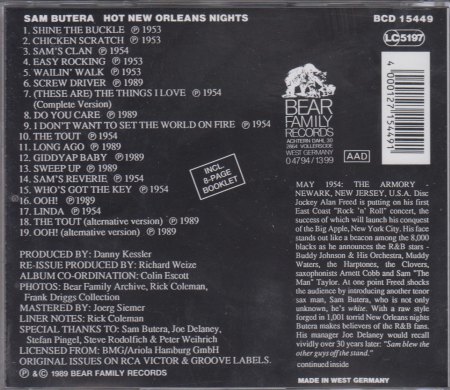 SAM BUTERA HOT NEW ORLEANS NIGHTS
BCD 15449
1. SHINE THE BUCKLE ℗ 1953
2. CHICKEN SCRATCH ℗ 1953
3. SAM'S CLAN ℗ 1954
4. EASY ROCKING ℗ 1953
5. WAILIN' WALK ℗ 1953
6. SCREW DRIVER ℗ 1989
7. (THESE ARE) THE THINGS I LOVE ℗ 1954
(Complete Version)
8. DO YOU CARE ℗ 1989
9. I DON'T WANT TO SET THE WORLD ON FIRE ℗ 1954
10. THE TOUT ℗ 1954
11. LONG AGO ℗ 1989
12. GIDDYAP BABY ℗ 1989
13. SWEEP UP ℗ 1989
14. SAM'S REVERIE ℗ 1954
15. WHO'S GOT THE KEY ℗ 1954
16. OOH! ℗ 1989
17. LINDA ℗ 1954
18. THE TOUT (alternative version) ℗ 1989
19. OOH! (alternative version) ℗ 1989
INCL.
8-PAGE
BOOKLET
PRODUCED BY: Danny Kessler
RE-ISSUE PRODUCED BY: Richard Weize
ALBUM CO-ORDINATION: Colin Escott
PHOTOS: Bear Family Archive, Rick Coleman,
Frank Driggs Collection
MASTERED BY: Joerg Siemer
LINER NOTES: Rick Coleman
SPECIAL THANKS TO: Sam Butera, Joe Delaney,
Stefan Pingel, Steve Rodolfich & Peter Weihrich
LICENSED FROM: BMG/Ariola Hamburg GmbH
ORIGINAL ISSUES ON RCA VICTOR & GROOVE LABELS.
℗ & © 1989 BEAR FAMILY RECORDS
BEAR
FAMILY
RECORDS
ACHTERN DAHL 30
2864 VOLLERSODE
WEST GERMANY
0 47 94 / 13 99
LC 5197
AAD
4 000127 154491
MAY 1954: THE ARMORY -
NEWARK, NEW JERSEY, U.S.A. Disc
Jockey Alan Freed is putting on his first
East Coast "Rock 'n' Roll" concert, the
success of which will launch his conquest
of the Big Apple, New York City. His face
stands out like a beacon among the 8,000
blacks as he announces the R&B stars -
Buddy Johnson & His Orchestra, Muddy
Waters, the Harptones, the Clovers,
saxophonists Arnett Cobb and Sam "The
Man" Taylor. At one point Freed shocks
the audience by introducing another tenor
sax man, Sam Butera, who is not only
unknown, he's white. With a raw style
forged in 1,001 torrid New Orleans nights
Butera makes believers of the R&B fans.
His manager Joe Delaney would recall
vividly over 30 years later: "Sam blew the
other guys off the stand."
continued inside
MADE IN WEST GERMANY